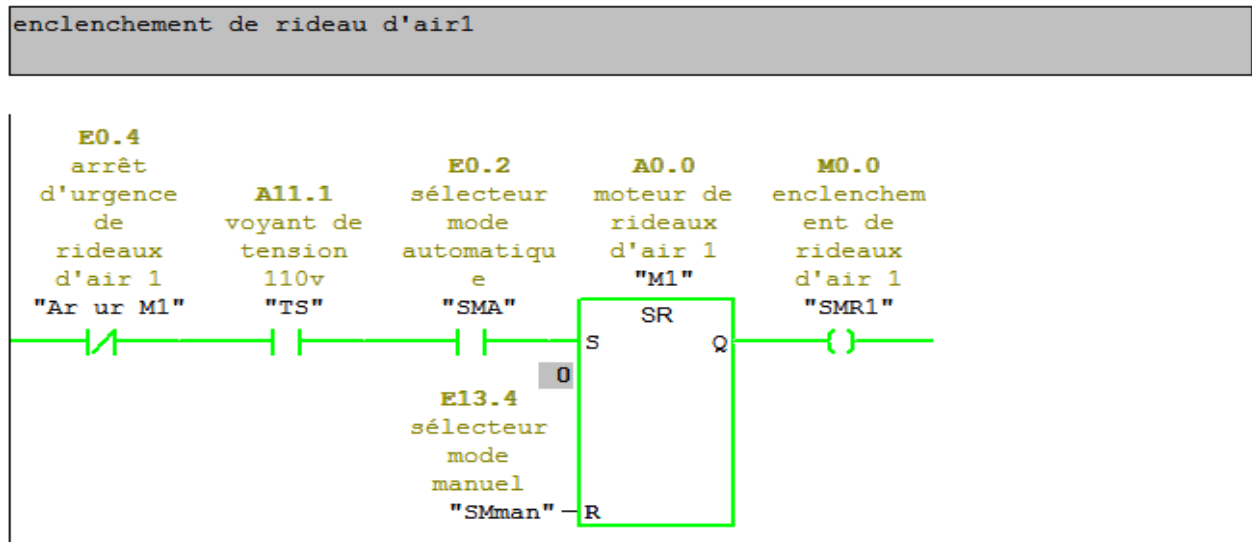 enclenchement de rideau d'air1
E0.4
arrêt
d'urgence
de
rideaux
d'air 1
"Ar ur M1"
A11.1
voyant de
tension
110v
"TS"
E0.2
sélecteur
mode
automatiqu
e
"SMA"
A0.0
moteur de
rideaux
d'air 1
"M1"
SR
S
Q
M0.0
enclenchem
ent de
rideaux
d'air 1
"SMR1"
0
E13.4
sélecteur
mode
manuel
"SMman"
R